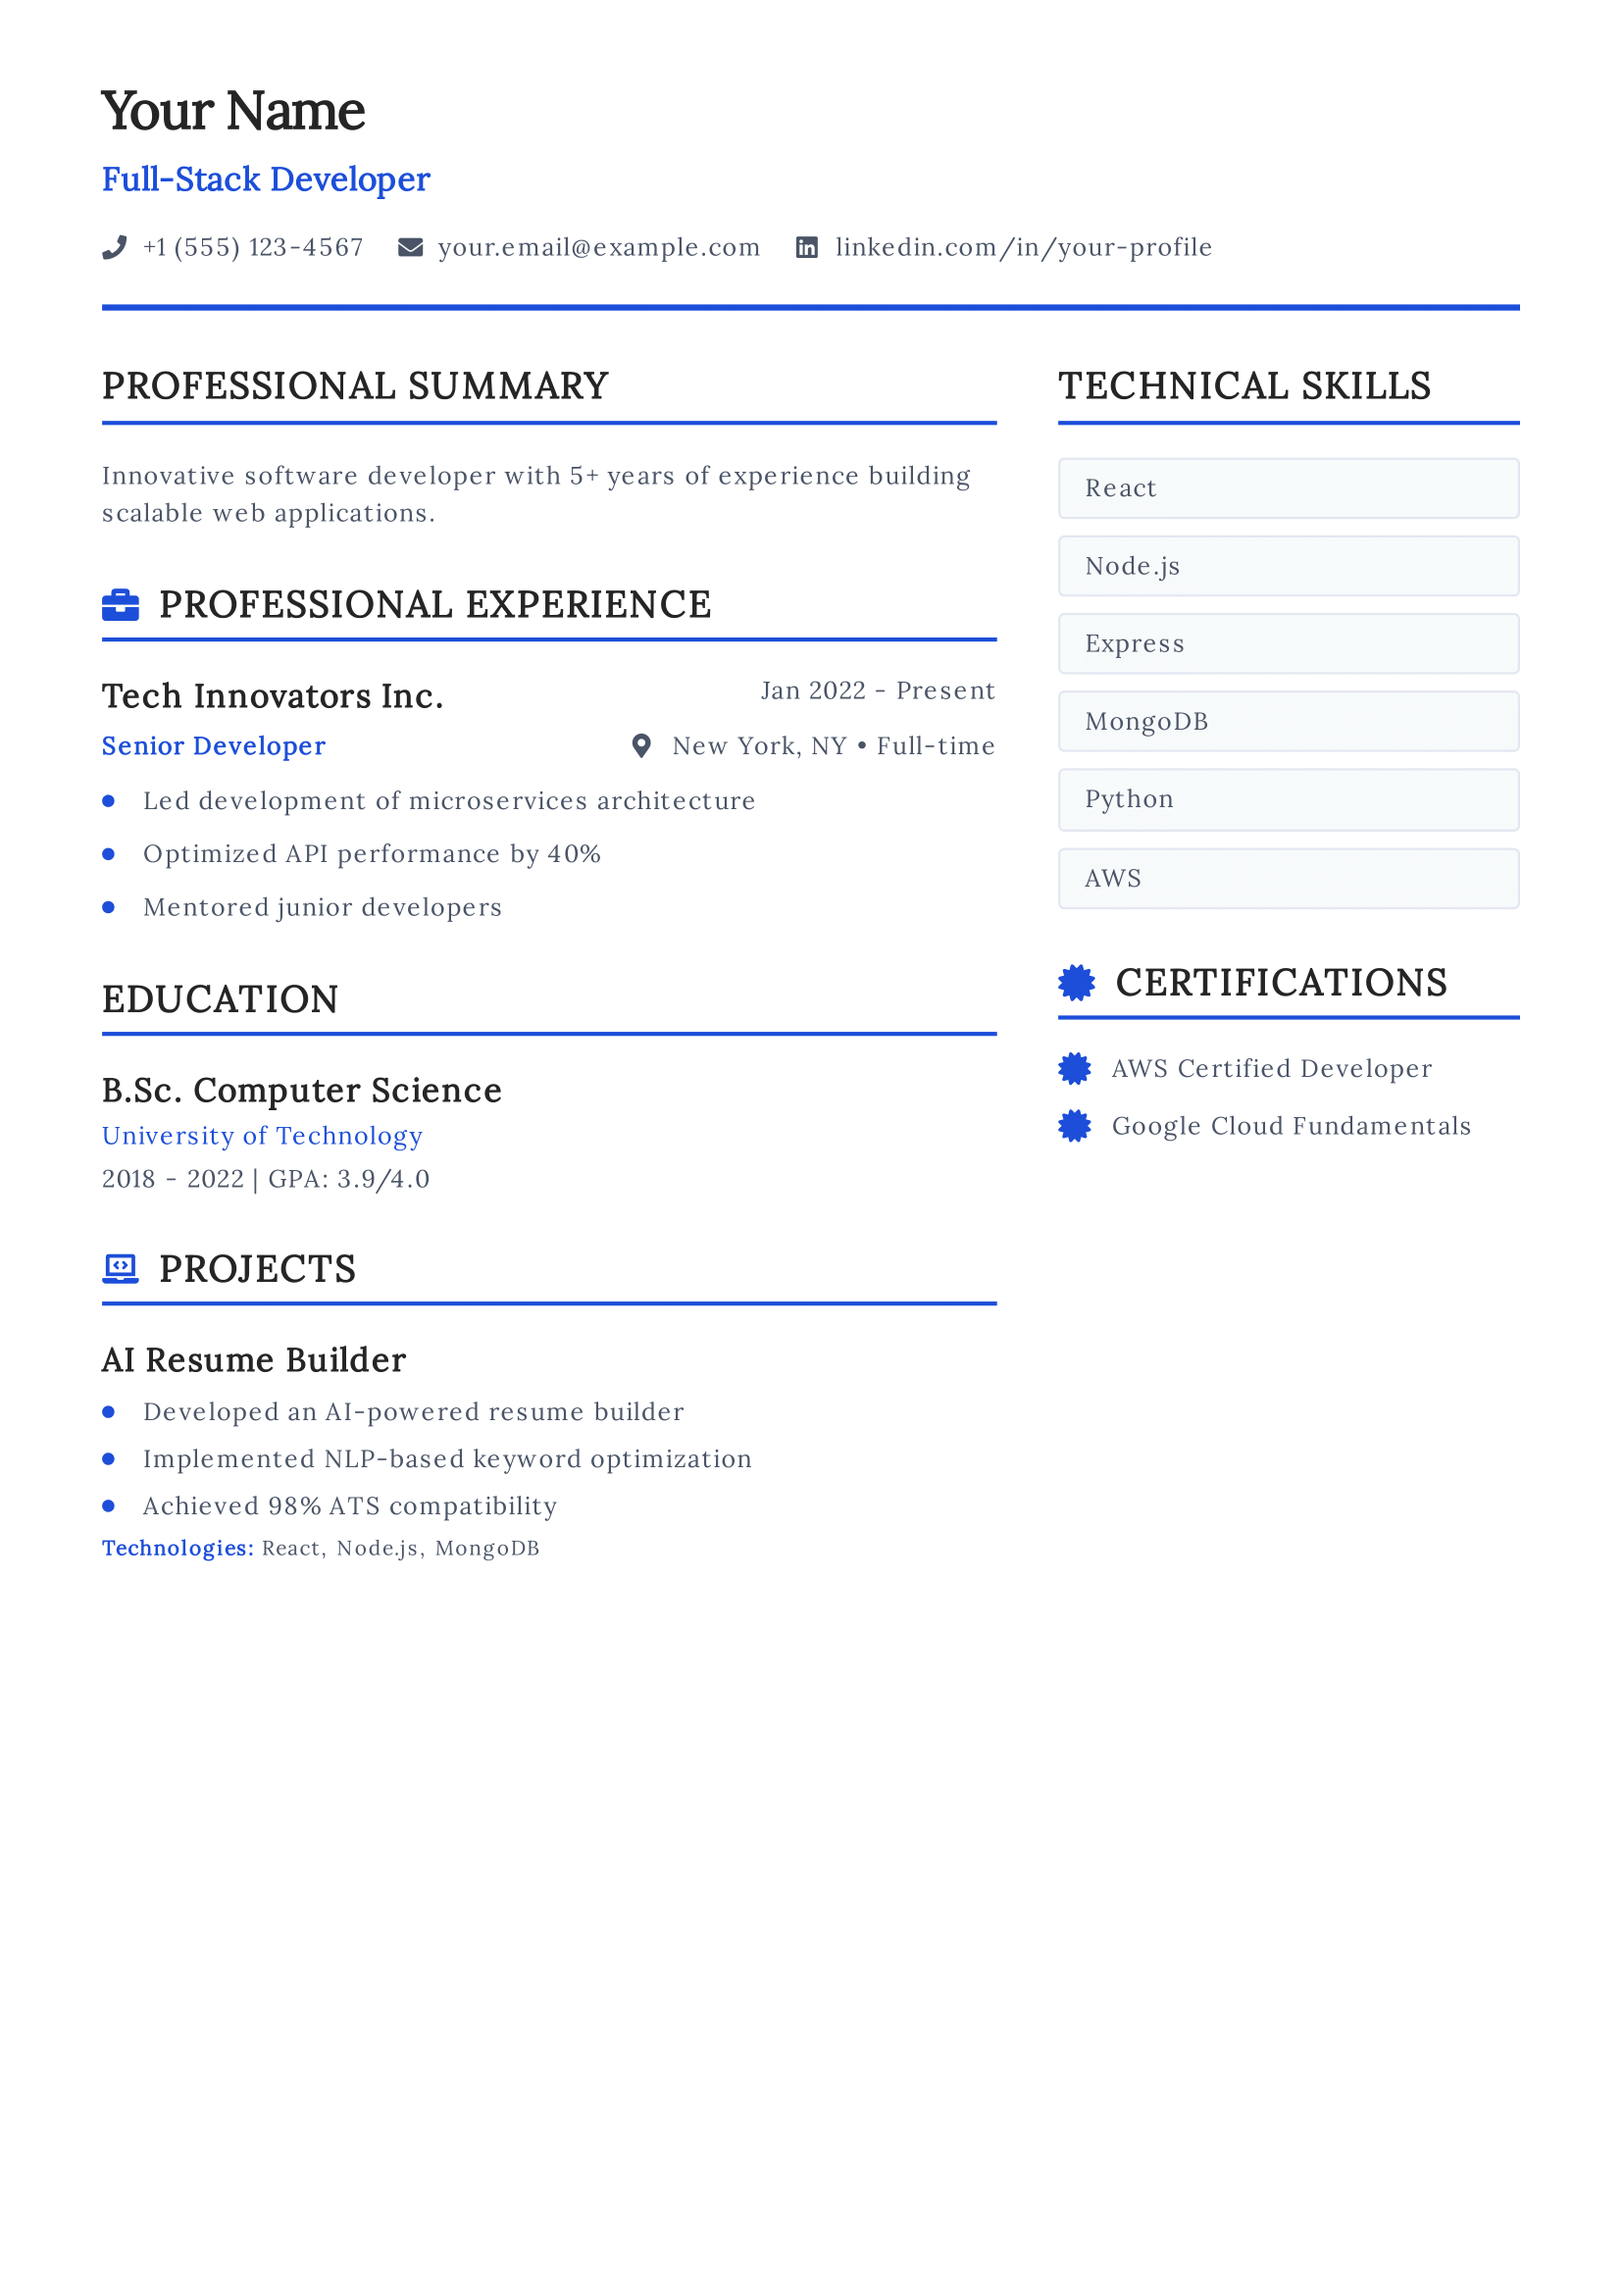 Your Name
Full-Stack Developer
+1 (555) 123-4567 your.email@example.com linkedin.com/in/your-profile
PROFESSIONAL SUMMARY
Innovative software developer with 5+ years of experience building
scalable web applications.
PROFESSIONAL EXPERIENCE
Tech Innovators Inc. Jan 2022 - Present
Senior Developer New York, NY • Full-time
Led development of microservices architecture
Optimized API performance by 40%
Mentored junior developers
EDUCATION
B.Sc. Computer Science
University of Technology
2018 - 2022 | GPA: 3.9/4.0
PROJECTS
AI Resume Builder
Developed an AI-powered resume builder
Implemented NLP-based keyword optimization
Achieved 98% ATS compatibility
Technologies: React, Node.js, MongoDB
TECHNICAL SKILLS
React
Node.js
Express
MongoDB
Python
AWS
CERTIFICATIONS
AWS Certified Developer
Google Cloud Fundamentals